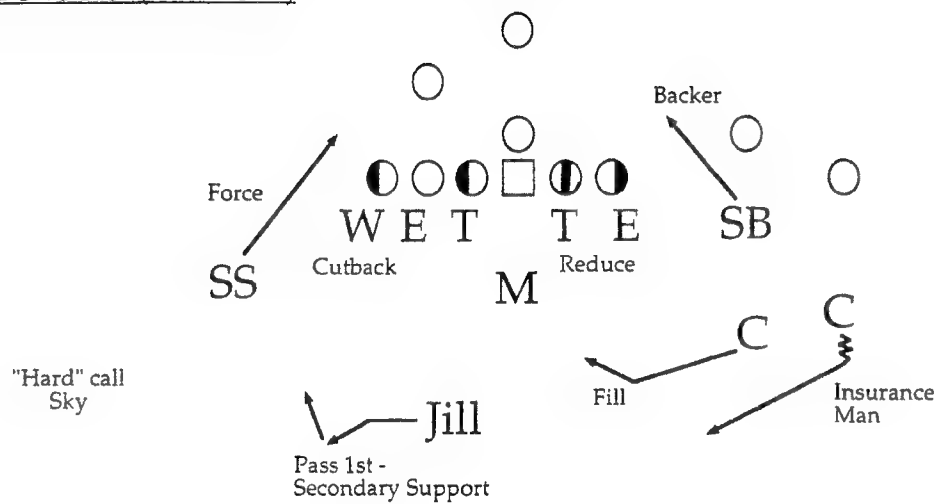 Backer
Force
W E T T E
SB
Cutback
Reduce
SS
M
C
C
"Hard" call
Sky
Fill
Insurance
Man
Jill
Pass 1st -
Secondary Support